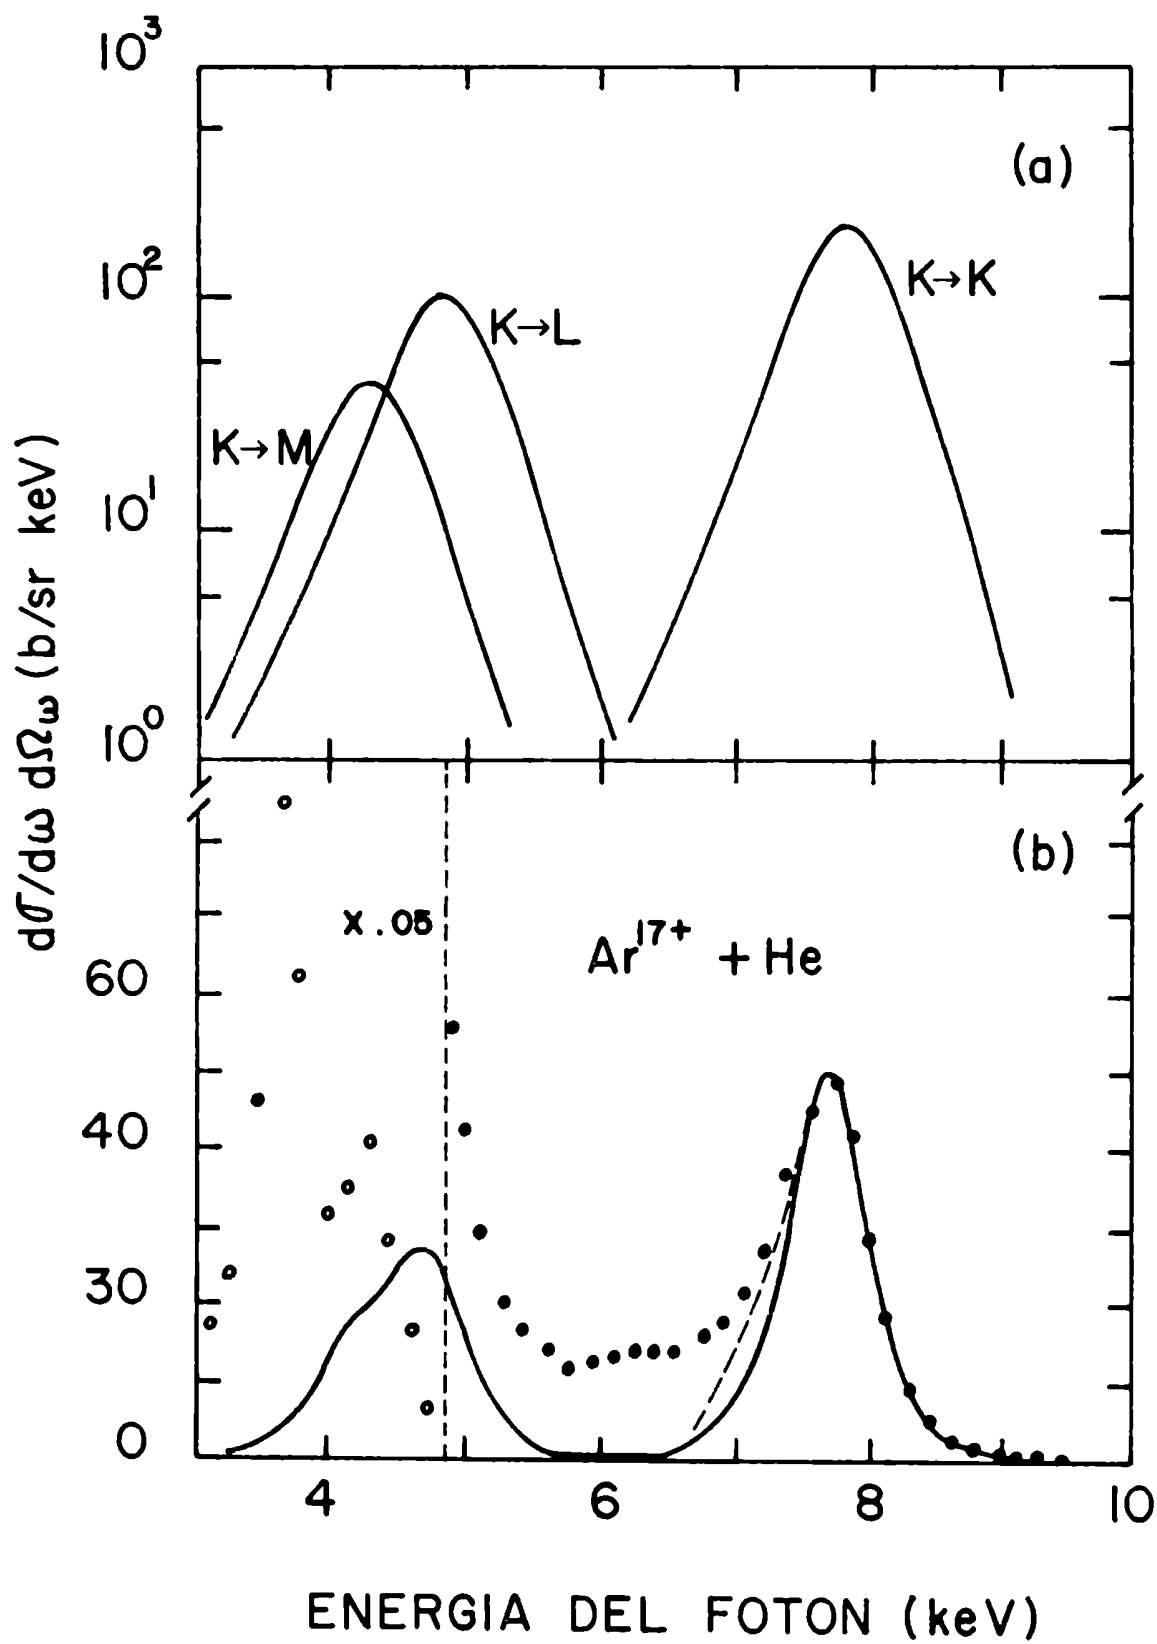 10³
(a)
10²
K→K
K→L
K→M
10¹
10⁰
dσ/dω dΩω (b/sr keV)
(b)
x .05
Ar¹⁷⁺ + He
60
40
30
0
4 6 8 10
ENERGIA DEL FOTON (keV)